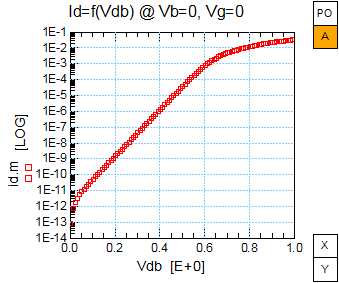 Id=f(Vdb) @ Vb=0, Vg=0
PO
A
1E-1
1E-2
1E-3
1E-4
1E-5
1E-6
1E-7
1E-8
1E-9
1E-10
1E-11
1E-12
1E-13
1E-14
id.m [LOG]
0.0 0.2 0.4 0.6 0.8 1.0
Vdb [E+0]
X
Y